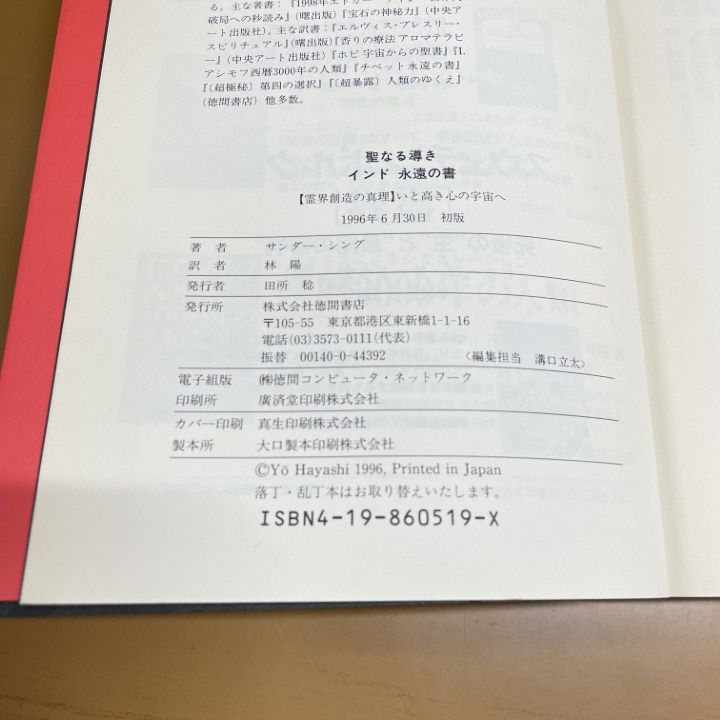 る。主な著書:『1998年エドガー・ケイシー
破局への秒読み』(曙出版)『宝石の神秘力』(中央ア
ート出版社)。主な訳書:『エルヴィス・プレスリー・
スピリチュアル』(曙出版)『香りの療法 アロマテラピ
ー』(中央アート出版社)『ホピ 宇宙からの聖書』『I.
アシモフ西暦3000年の人類』『チベット永遠の書』
『〔超極秘〕第四の選択』『〔超暴露〕人類のゆくえ』
(徳間書店)他多数。
聖なる導き
インド 永遠の書
【霊界創造の真理】いと高き心の宇宙へ
1996年6月30日 初版
著者 サンダー・シング
訳者 林 陽
発行者 田所 稔
発行所 株式会社徳間書店
〒105-55 東京都港区東新橋1-1-16
電話(03)3573-0111(代表)
振替 00140-0-44392 〈編集担当 溝口立太〉
電子組版 ㈱徳間コンピュータ・ネットワーク
印刷所 廣済堂印刷株式会社
カバー印刷 真生印刷株式会社
製本所 大口製本印刷株式会社
©Yō Hayashi 1996, Printed in Japan
落丁・乱丁本はお取り替えいたします。
ISBN4-19-860519-X